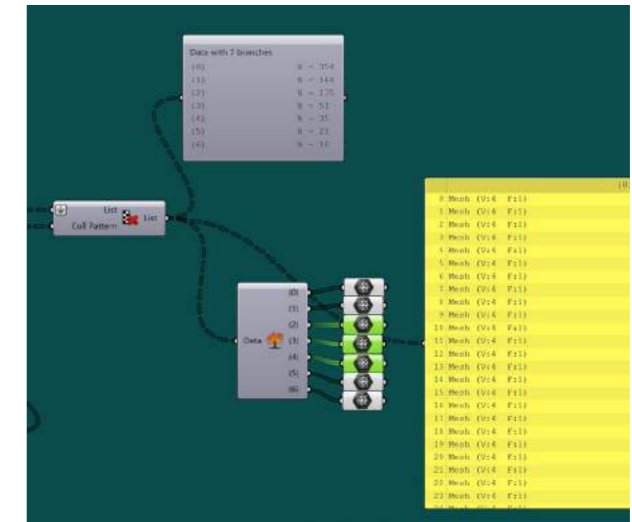 Data with 7 branches
{0} N = 354
{1} N =
{2} N = 175
{3} N =
{4} N = 35
{5} N =
{6} N =
List
Cull Pattern
List
Data
{0}
{1}
{2}
{3}
{4}
{5}
{6}
0 Mesh (V:4 F:1)
1 Mesh (V:4 F:1)
2 Mesh (V:4 F:1)
3 Mesh (V:4 F:1)
4 Mesh (V:4 F:1)
5 Mesh (V:4 F:1)
6 Mesh (V:4 F:1)
7 Mesh (V:4 F:1)
8 Mesh (V:4 F:1)
9 Mesh (V:4 F:1)
10 Mesh (V:4 F:1)
11 Mesh (V:4 F:1)
12 Mesh (V:4 F:1)
13 Mesh (V:4 F:1)
14 Mesh (V:4 F:1)
15 Mesh (V:4 F:1)
16 Mesh (V:4 F:1)
17 Mesh (V:4 F:1)
18 Mesh (V:4 F:1)
19 Mesh (V:4 F:1)
20 Mesh (V:4 F:1)
21 Mesh (V:4 F:1)
22 Mesh (V:4 F:1)
23 Mesh (V:4 F:1)